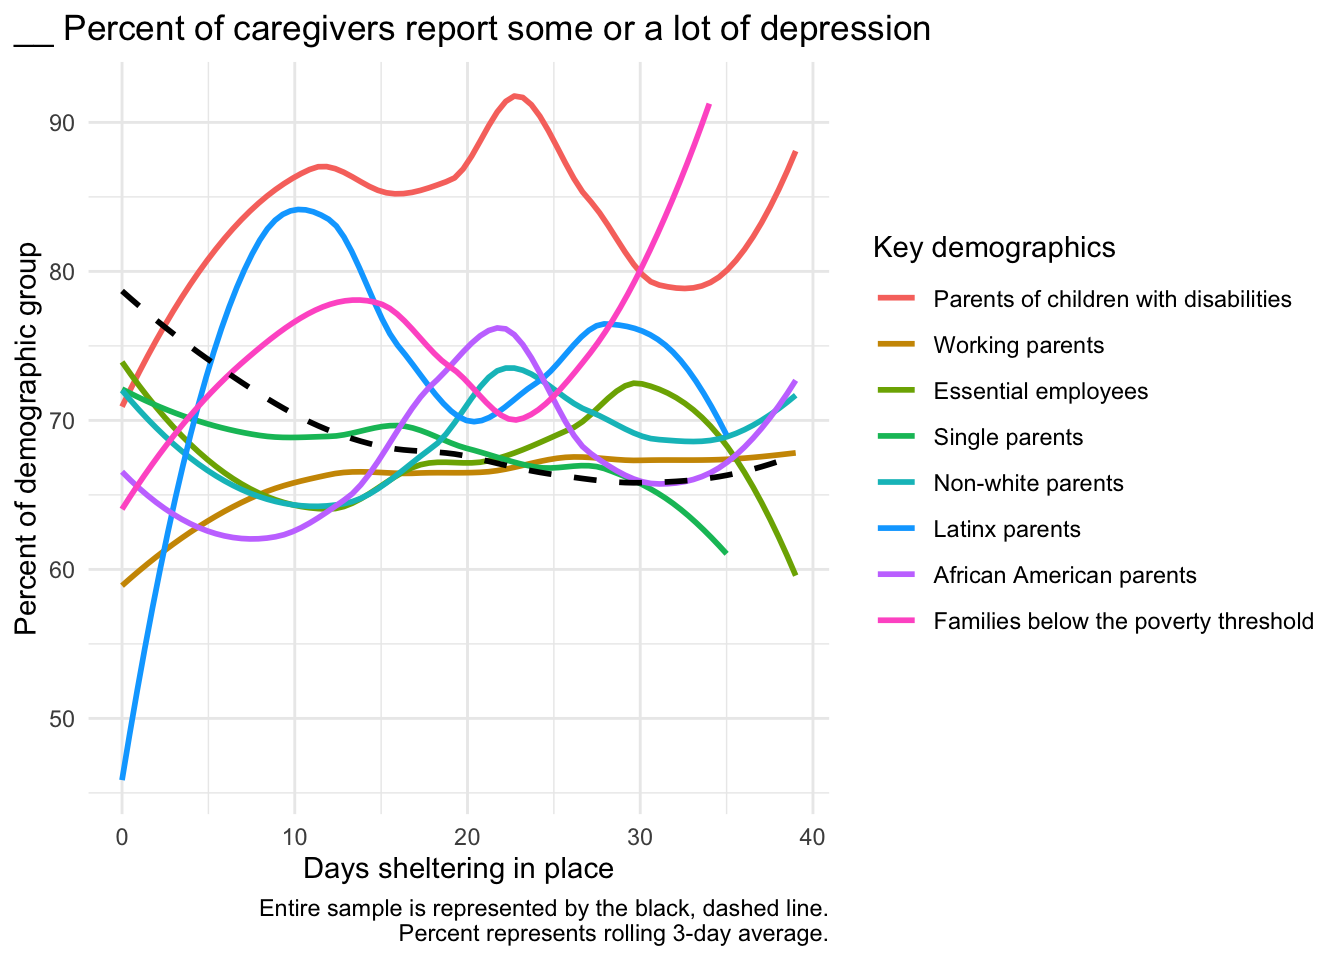 __ Percent of caregivers report some or a lot of depression
Percent of demographic group
90
80
70
60
50
0 10 20 30 40
Days sheltering in place
Key demographics
Parents of children with disabilities
Working parents
Essential employees
Single parents
Non-white parents
Latinx parents
African American parents
Families below the poverty threshold
Entire sample is represented by the black, dashed line.
Percent represents rolling 3-day average.